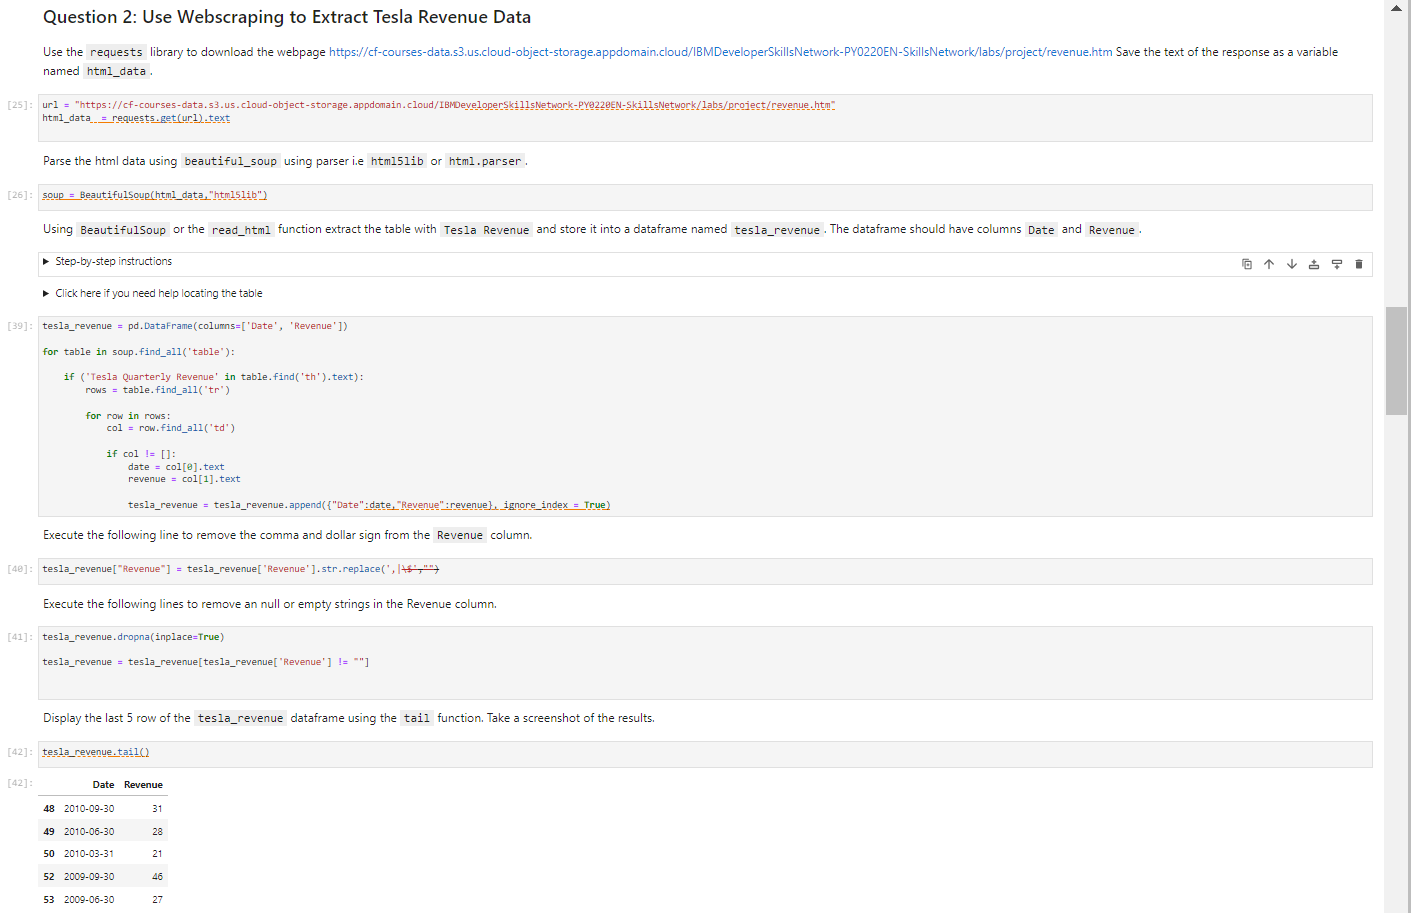 Question 2: Use Webscraping to Extract Tesla Revenue Data
Use the requests library to download the webpage https://cf-courses-data.s3.us.cloud-object-storage.appdomain.cloud/IBMDeveloperSkillsNetwork-PY0220EN-SkillsNetwork/labs/project/revenue.htm Save the text of the response as a variable
named html_data.
[25]: url = "https://cf-courses-data.s3.us.cloud-object-storage.appdomain.cloud/IBMDeveloperSkillsNetwork-PY0220EN-SkillsNetwork/labs/project/revenue.htm"
html_data  = requests.get(url).text
Parse the html data using beautiful_soup using parser i.e html5lib or html.parser.
[26]: soup = BeautifulSoup(html_data,"html5lib")
Using BeautifulSoup or the read_html function extract the table with Tesla Revenue and store it into a dataframe named tesla_revenue. The dataframe should have columns Date and Revenue.
Step-by-step instructions
Click here if you need help locating the table
[39]: tesla_revenue = pd.DataFrame(columns=['Date', 'Revenue'])
for table in soup.find_all('table'):
if ('Tesla Quarterly Revenue' in table.find('th').text):
rows = table.find_all('tr')
for row in rows:
col = row.find_all('td')
if col != []:
date = col[0].text
revenue = col[1].text
tesla_revenue = tesla_revenue.append({"Date":date,"Revenue":revenue}, ignore_index = True)
Execute the following line to remove the comma and dollar sign from the Revenue column.
[40]: tesla_revenue["Revenue"] = tesla_revenue['Revenue'].str.replace(',|\$',"")
Execute the following lines to remove an null or empty strings in the Revenue column.
[41]: tesla_revenue.dropna(inplace=True)
tesla_revenue = tesla_revenue[tesla_revenue['Revenue'] != ""]
Display the last 5 row of the tesla_revenue dataframe using the tail function. Take a screenshot of the results.
[42]: tesla_revenue.tail()
[42]: Date Revenue
48 2010-09-30 31
49 2010-06-30 28
50 2010-03-31 21
52 2009-09-30 46
53 2009-06-30 27